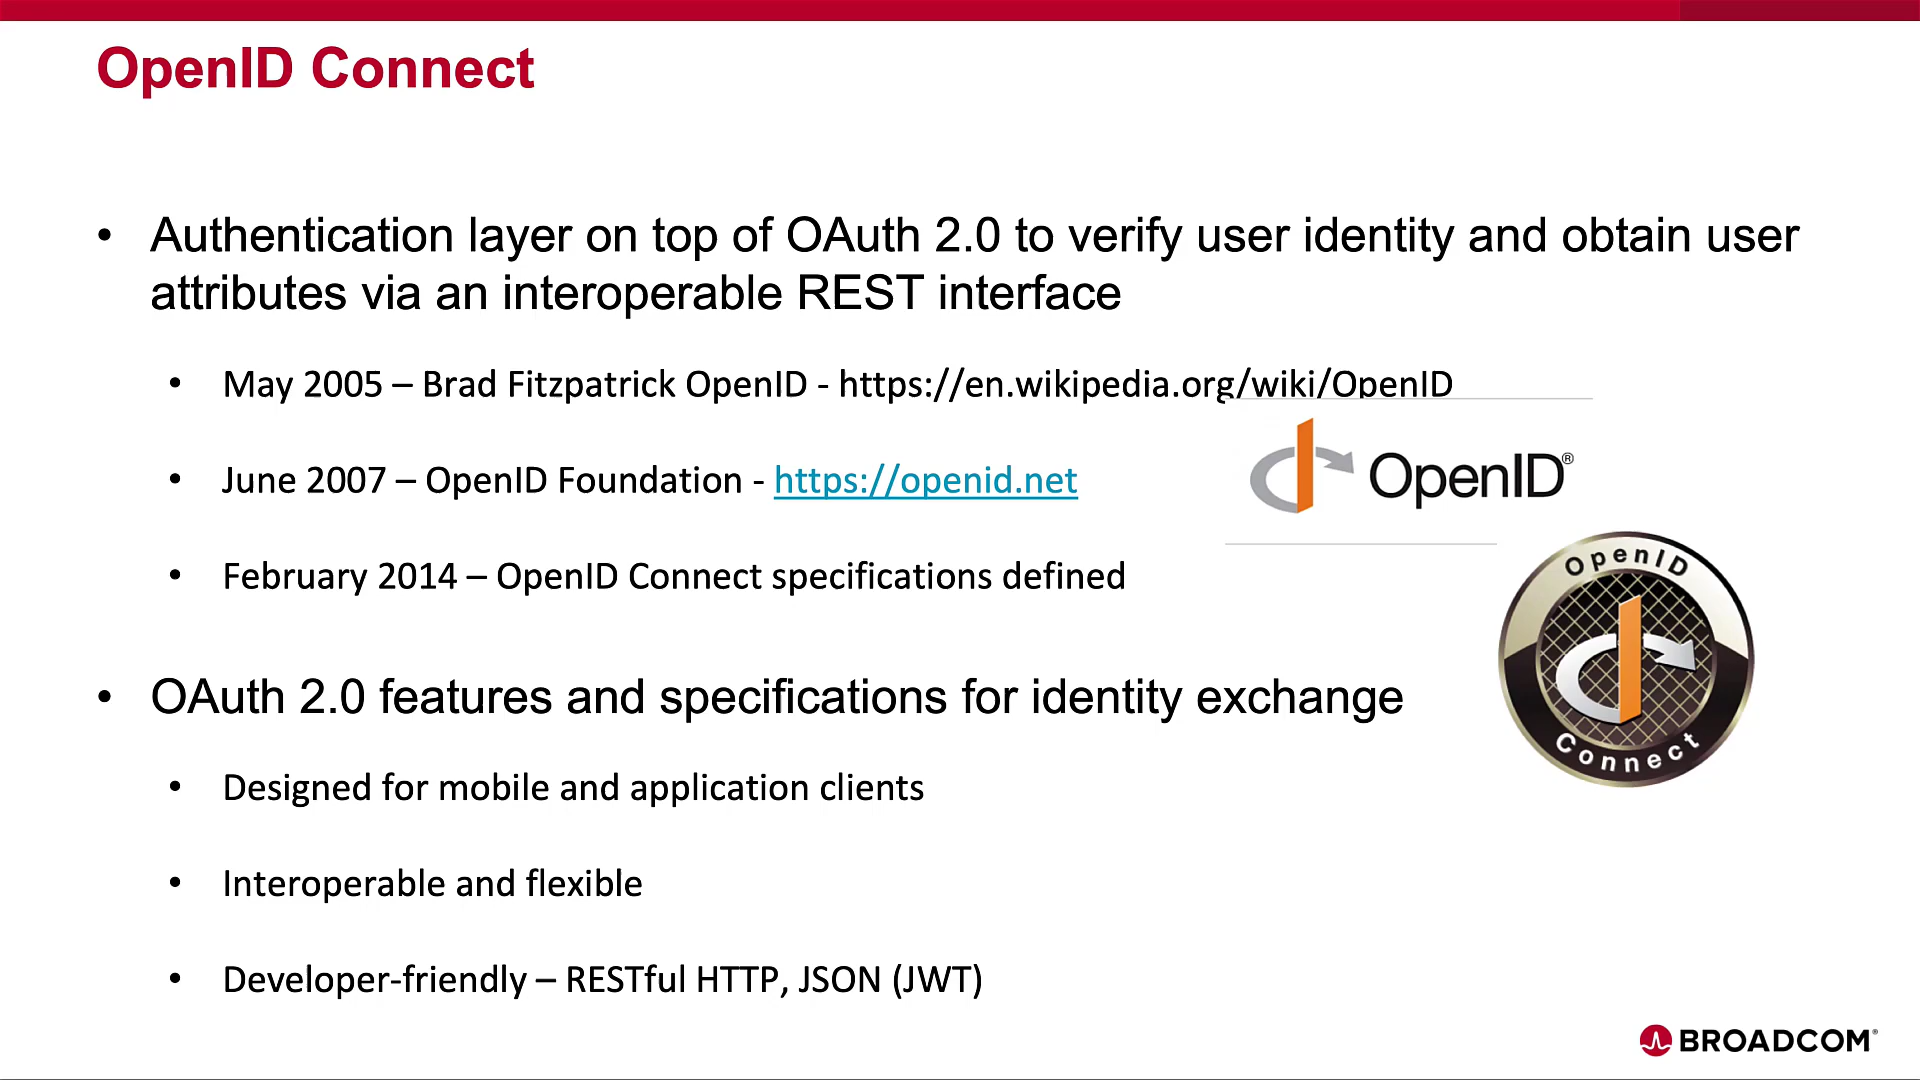 OpenID Connect
• Authentication layer on top of OAuth 2.0 to verify user identity and obtain user
attributes via an interoperable REST interface
• May 2005 – Brad Fitzpatrick OpenID - https://en.wikipedia.org/wiki/OpenID
• June 2007 – OpenID Foundation - https://openid.net
OpenID®
• February 2014 – OpenID Connect specifications defined
OpenID
Connect
• OAuth 2.0 features and specifications for identity exchange
• Designed for mobile and application clients
• Interoperable and flexible
• Developer-friendly – RESTful HTTP, JSON (JWT)
BROADCOM®